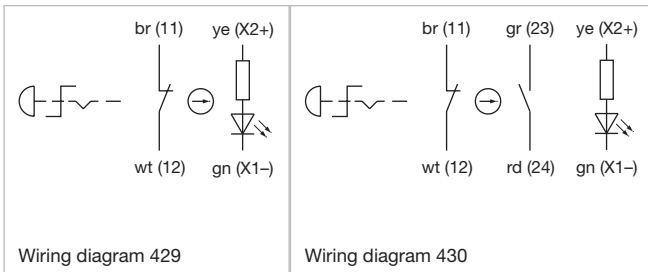 br (11) ye (X2+)
wt (12) gn (X1–)
Wiring diagram 429
br (11) gr (23) ye (X2+)
wt (12) rd (24) gn (X1–)
Wiring diagram 430